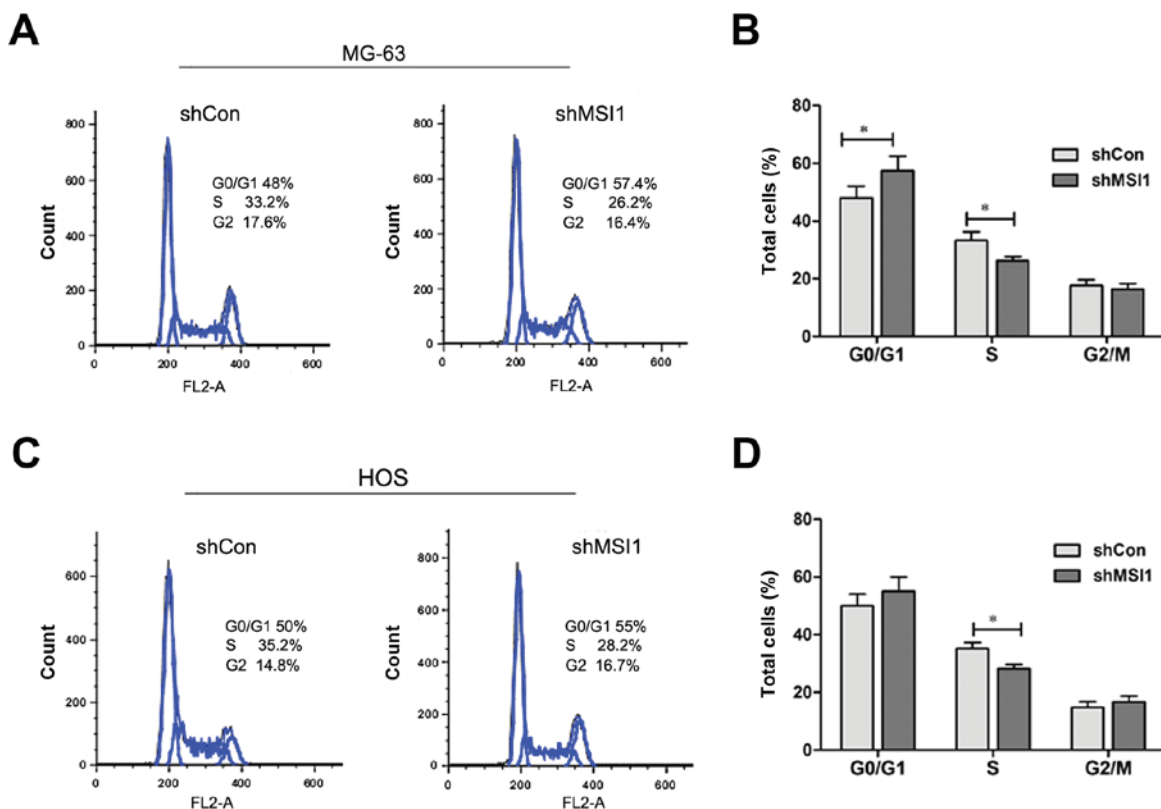 A
MG-63
shCon
800
600
400
200
0
Count
G0/G1 48%
S 33.2%
G2 17.6%
0 200 400 600
FL2-A
shMSI1
800
600
400
200
0
Count
G0/G1 57.4%
S 26.2%
G2 16.4%
0 200 400 600
FL2-A
B
80
60
40
20
0
Total cells (%)
* *
shCon
shMSI1
G0/G1 S G2/M
C
HOS
shCon
600
400
200
0
Count
G0/G1 50%
S 35.2%
G2 14.8%
0 200 400 600
FL2-A
shMSI1
800
600
400
200
0
Count
G0/G1 55%
S 28.2%
G2 16.7%
0 200 400 600
FL2-A
D
80
60
40
20
0
Total cells (%)
*
shCon
shMSI1
G0/G1 S G2/M